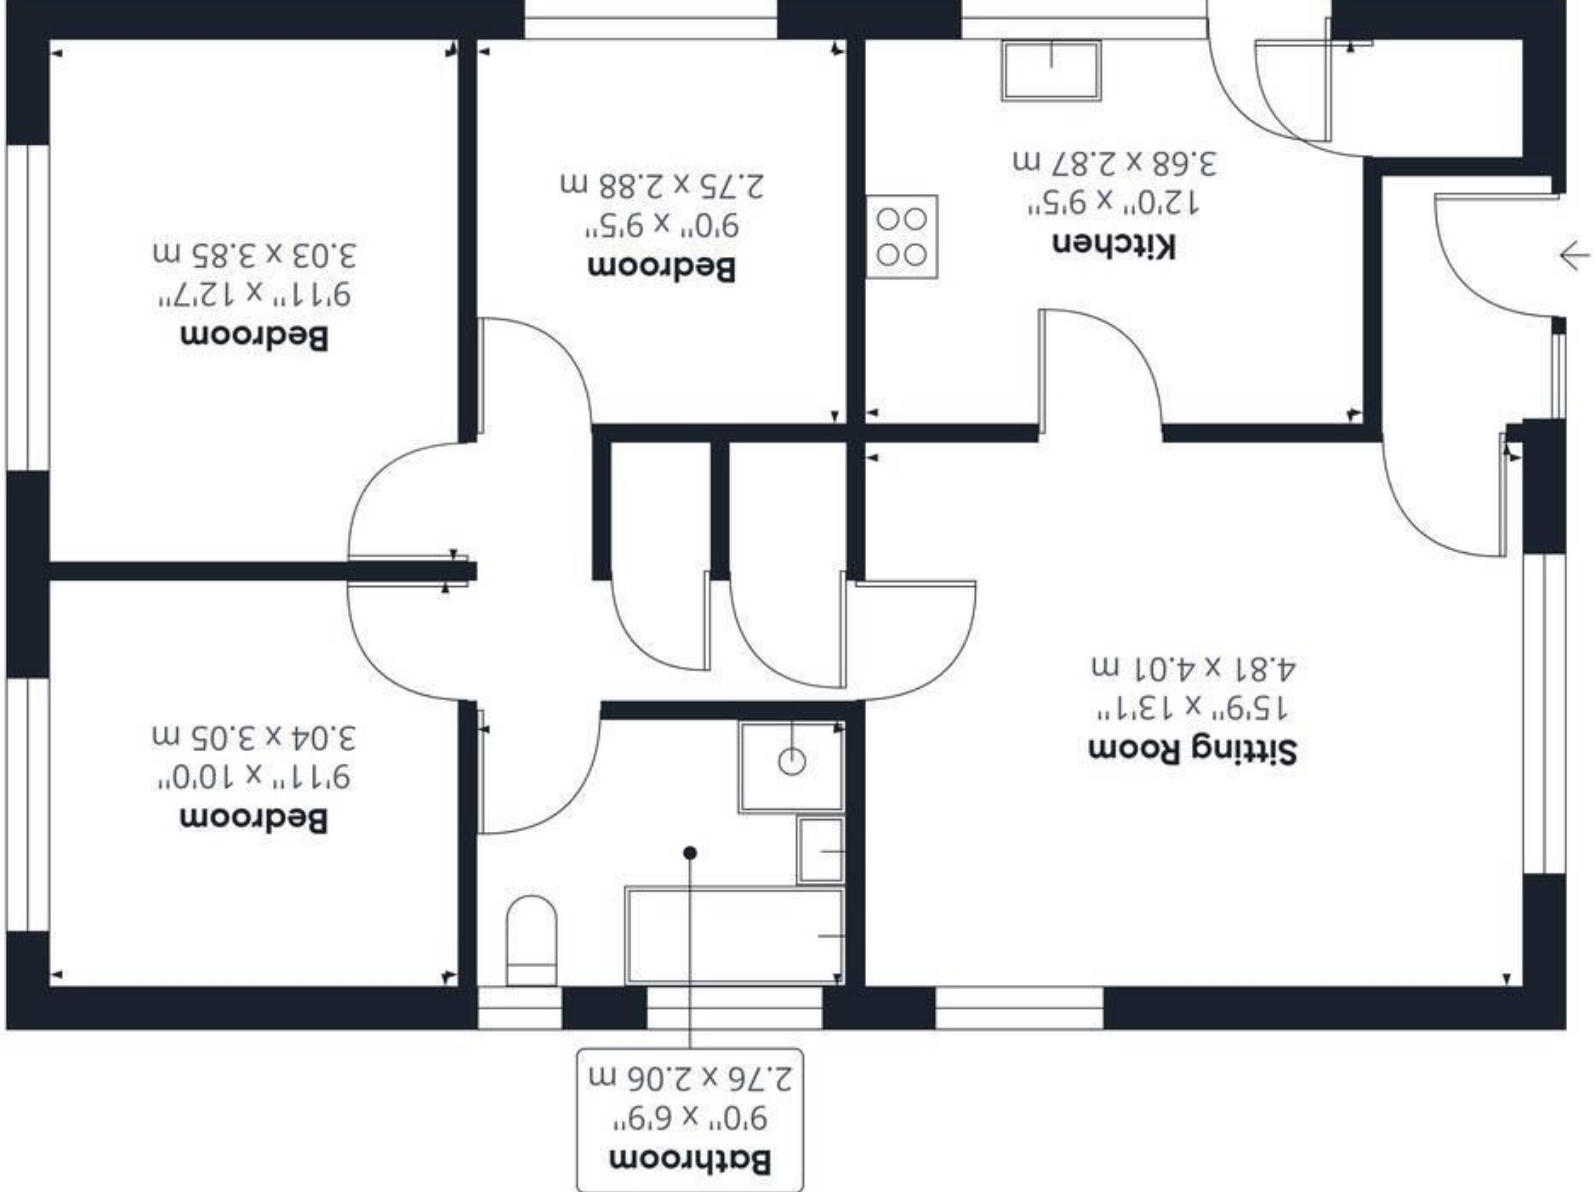 Bathroom
9'0" x 6'9"
2.76 x 2.06 m
Sitting Room
15'9" x 13'1"
4.81 x 4.01 m
Bedroom
9'11" x 10'0"
3.04 x 3.05 m
Bedroom
9'11" x 12'7"
3.03 x 3.85 m
Bedroom
9'0" x 9'5"
2.75 x 2.88 m
Kitchen
12'0" x 9'5"
3.68 x 2.87 m